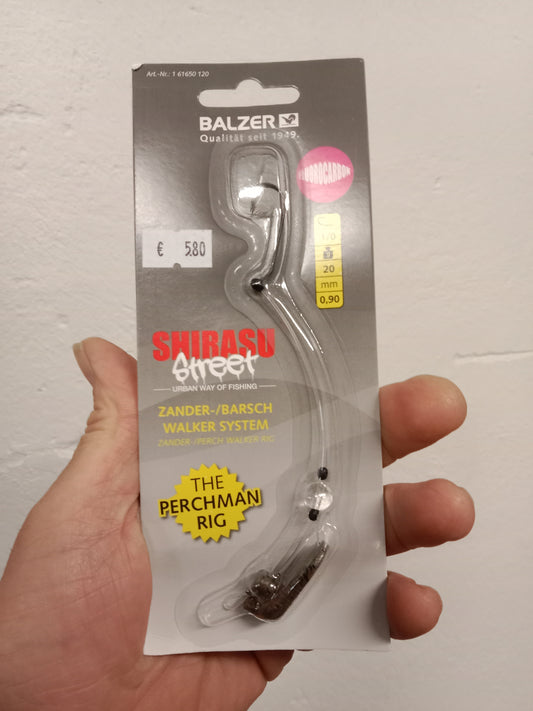 Art.-Nr.: 1 61650 120
BALZER
Qualität seit 1949.
€ 5.80
1/0
20
mm
0,90
SHIRASU
Street
URBAN WAY OF FISHING
ZANDER-/BARSCH
WALKER SYSTEM
ZANDER-/PERCH WALKER RIG
THE
PERCHMAN
RIG